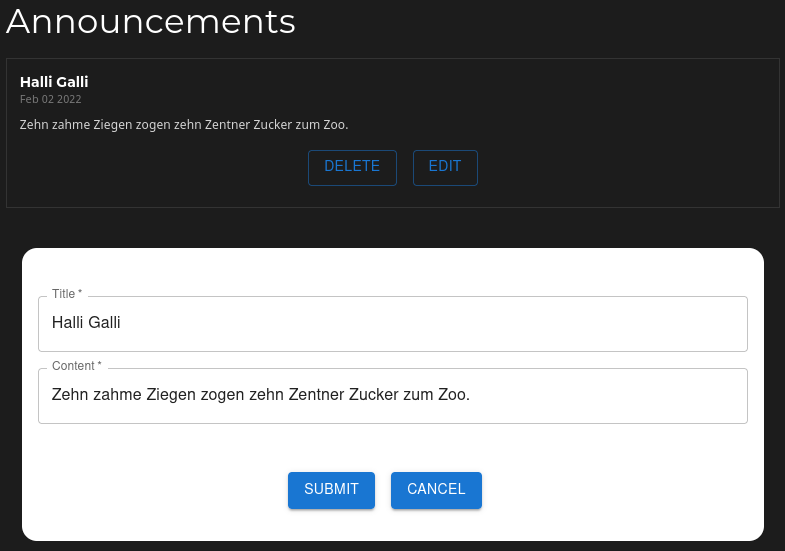 Announcements
Halli Galli
Feb 02 2022
Zehn zahme Ziegen zogen zehn Zentner Zucker zum Zoo.
DELETE EDIT
Title *
Halli Galli
Content *
Zehn zahme Ziegen zogen zehn Zentner Zucker zum Zoo.
SUBMIT CANCEL